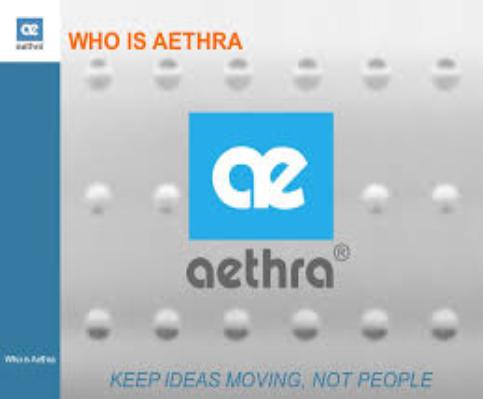 ae
aethra
WHO IS AETHRA
ae
aethra®
Who is Aethra
KEEP IDEAS MOVING, NOT PEOPLE